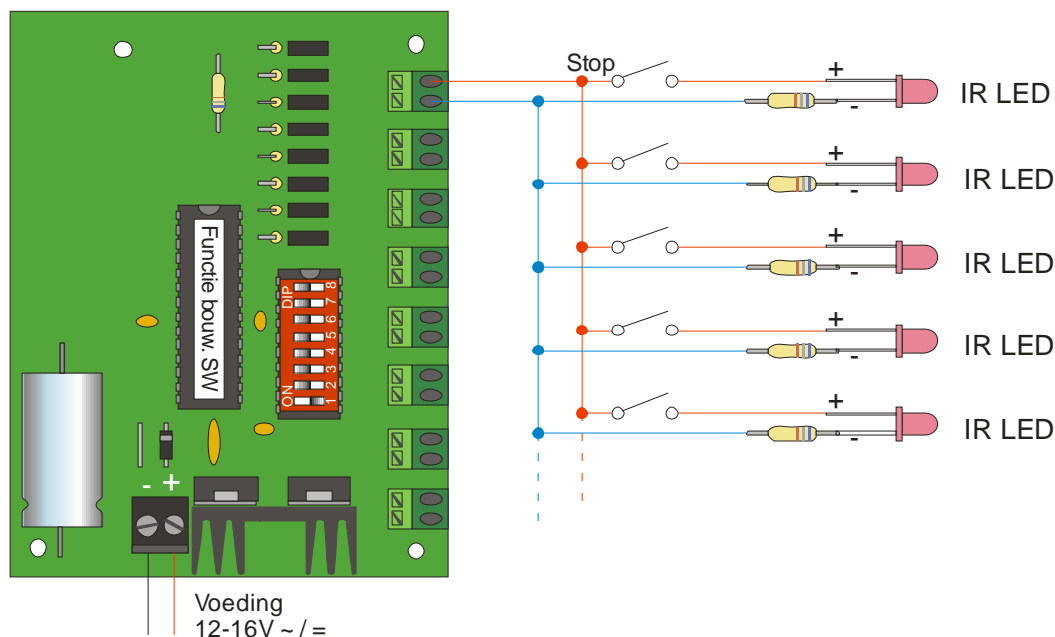 Stop
+
-
IR LED
+
-
IR LED
+
-
IR LED
+
-
IR LED
+
-
IR LED
Functie bouw. SW
DIP
ON
1 2 3 4 5 6 7 8
- +
Voeding
12-16V ~ / =